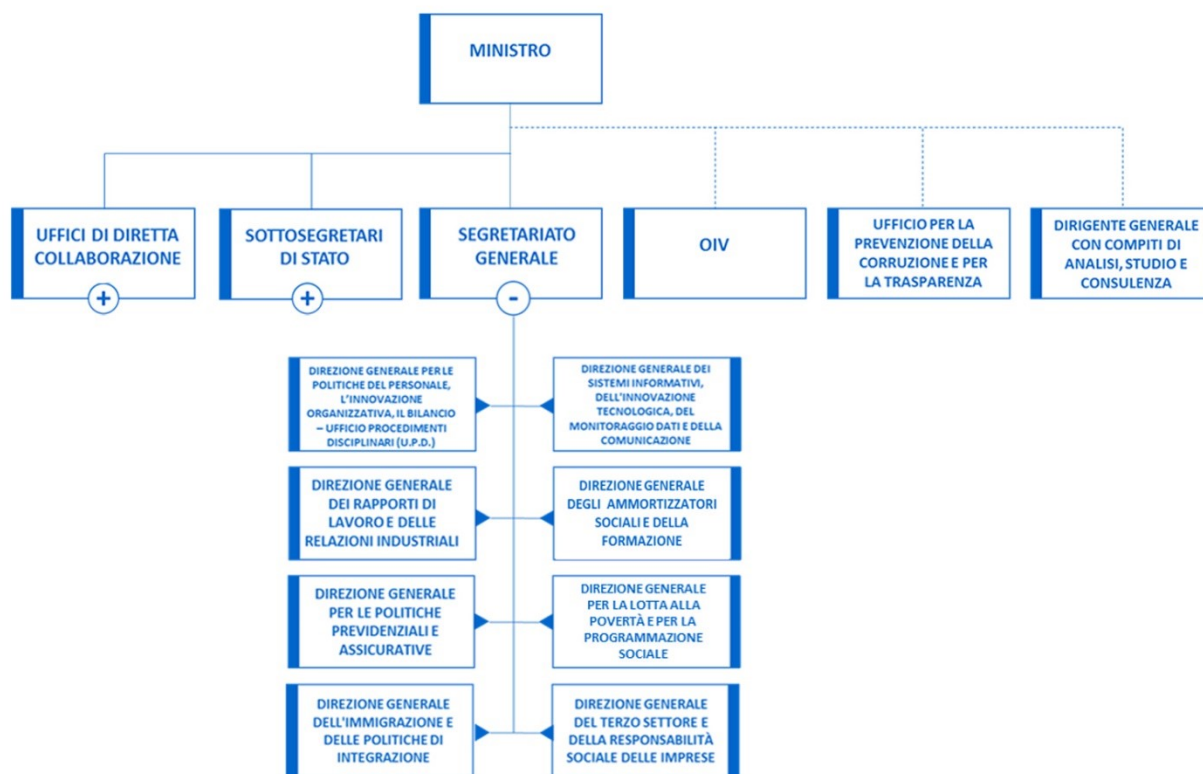 MINISTRO
UFFICI DI DIRETTA
COLLABORAZIONE
+
SOTTOSEGRETARI
DI STATO
+
SEGRETARIATO
GENERALE
-
OIV
UFFICIO PER LA
PREVENZIONE DELLA
CORRUZIONE E PER
LA TRASPARENZA
DIRIGENTE GENERALE
CON COMPITI DI
ANALISI, STUDIO E
CONSULENZA
DIREZIONE GENERALE PER LE
POLITICHE DEL PERSONALE,
L'INNOVAZIONE
ORGANIZZATIVA, IL BILANCIO
– UFFICIO PROCEDIMENTI
DISCIPLINARI (U.P.D.)
DIREZIONE GENERALE DEI
SISTEMI INFORMATIVI,
DELL'INNOVAZIONE
TECNOLOGICA, DEL
MONITORAGGIO DATI E DELLA
COMUNICAZIONE
DIREZIONE GENERALE
DEI RAPPORTI DI
LAVORO E DELLE
RELAZIONI INDUSTRIALI
DIREZIONE GENERALE
DEGLI AMMORTIZZATORI
SOCIALI E DELLA
FORMAZIONE
DIREZIONE GENERALE
PER LE POLITICHE
PREVIDENZIALI E
ASSICURATIVE
DIREZIONE GENERALE
PER LA LOTTA ALLA
POVERTÀ E PER LA
PROGRAMMAZIONE
SOCIALE
DIREZIONE GENERALE
DELL'IMMIGRAZIONE E
DELLE POLITICHE DI
INTEGRAZIONE
DIREZIONE GENERALE
DEL TERZO SETTORE E
DELLA RESPONSABILITÀ
SOCIALE DELLE IMPRESE